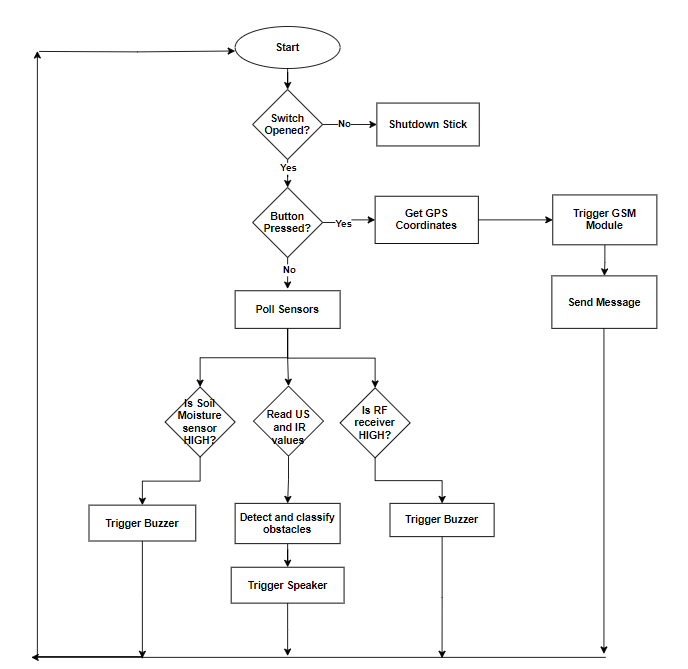 Start
Switch
Opened?
No
Shutdown Stick
Yes
Button
Pressed?
Yes
Get GPS
Coordinates
Trigger GSM
Module
No
Poll Sensors
Send Message
Is Soil
Moisture
sensor
HIGH?
Read US
and IR
values
Is RF
receiver
HIGH?
Trigger Buzzer
Detect and classify
obstacles
Trigger Buzzer
Trigger Speaker